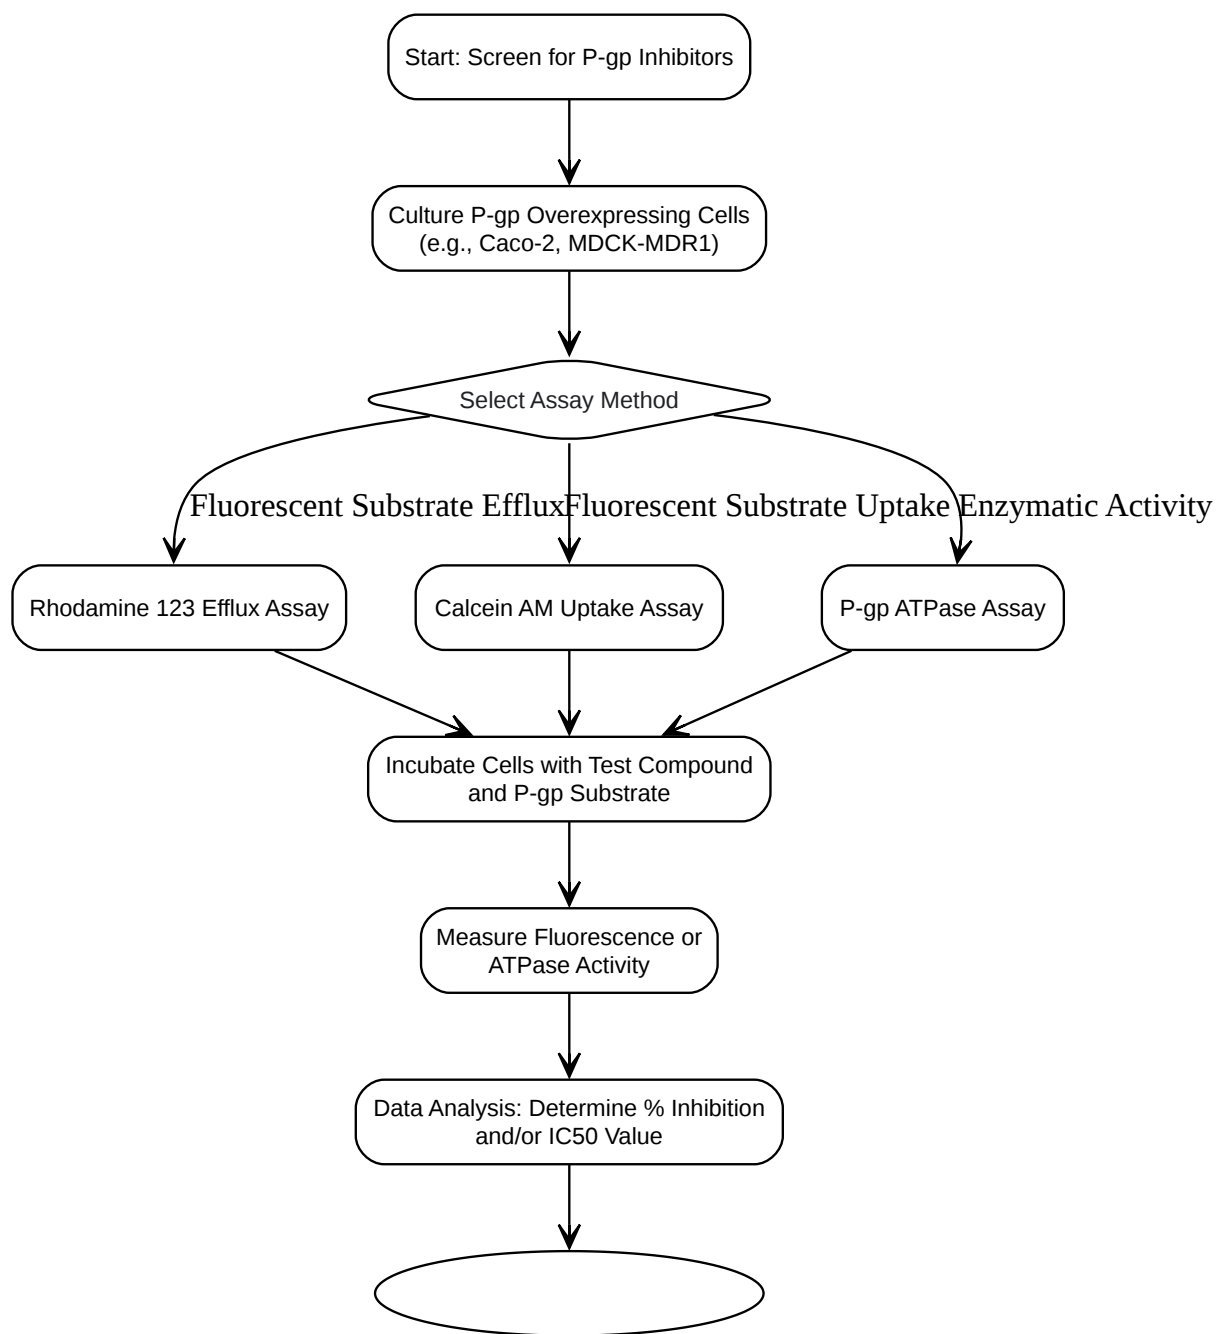 Start: Screen for P-gp Inhibitors
Culture P-gp Overexpressing Cells
(e.g., Caco-2, MDCK-MDR1)
Select Assay Method
Fluorescent Substrate Efflux
Fluorescent Substrate Uptake
Enzymatic Activity
Rhodamine 123 Efflux Assay
Calcein AM Uptake Assay
P-gp ATPase Assay
Incubate Cells with Test Compound
and P-gp Substrate
Measure Fluorescence or
ATPase Activity
Data Analysis: Determine % Inhibition
and/or IC50 Value